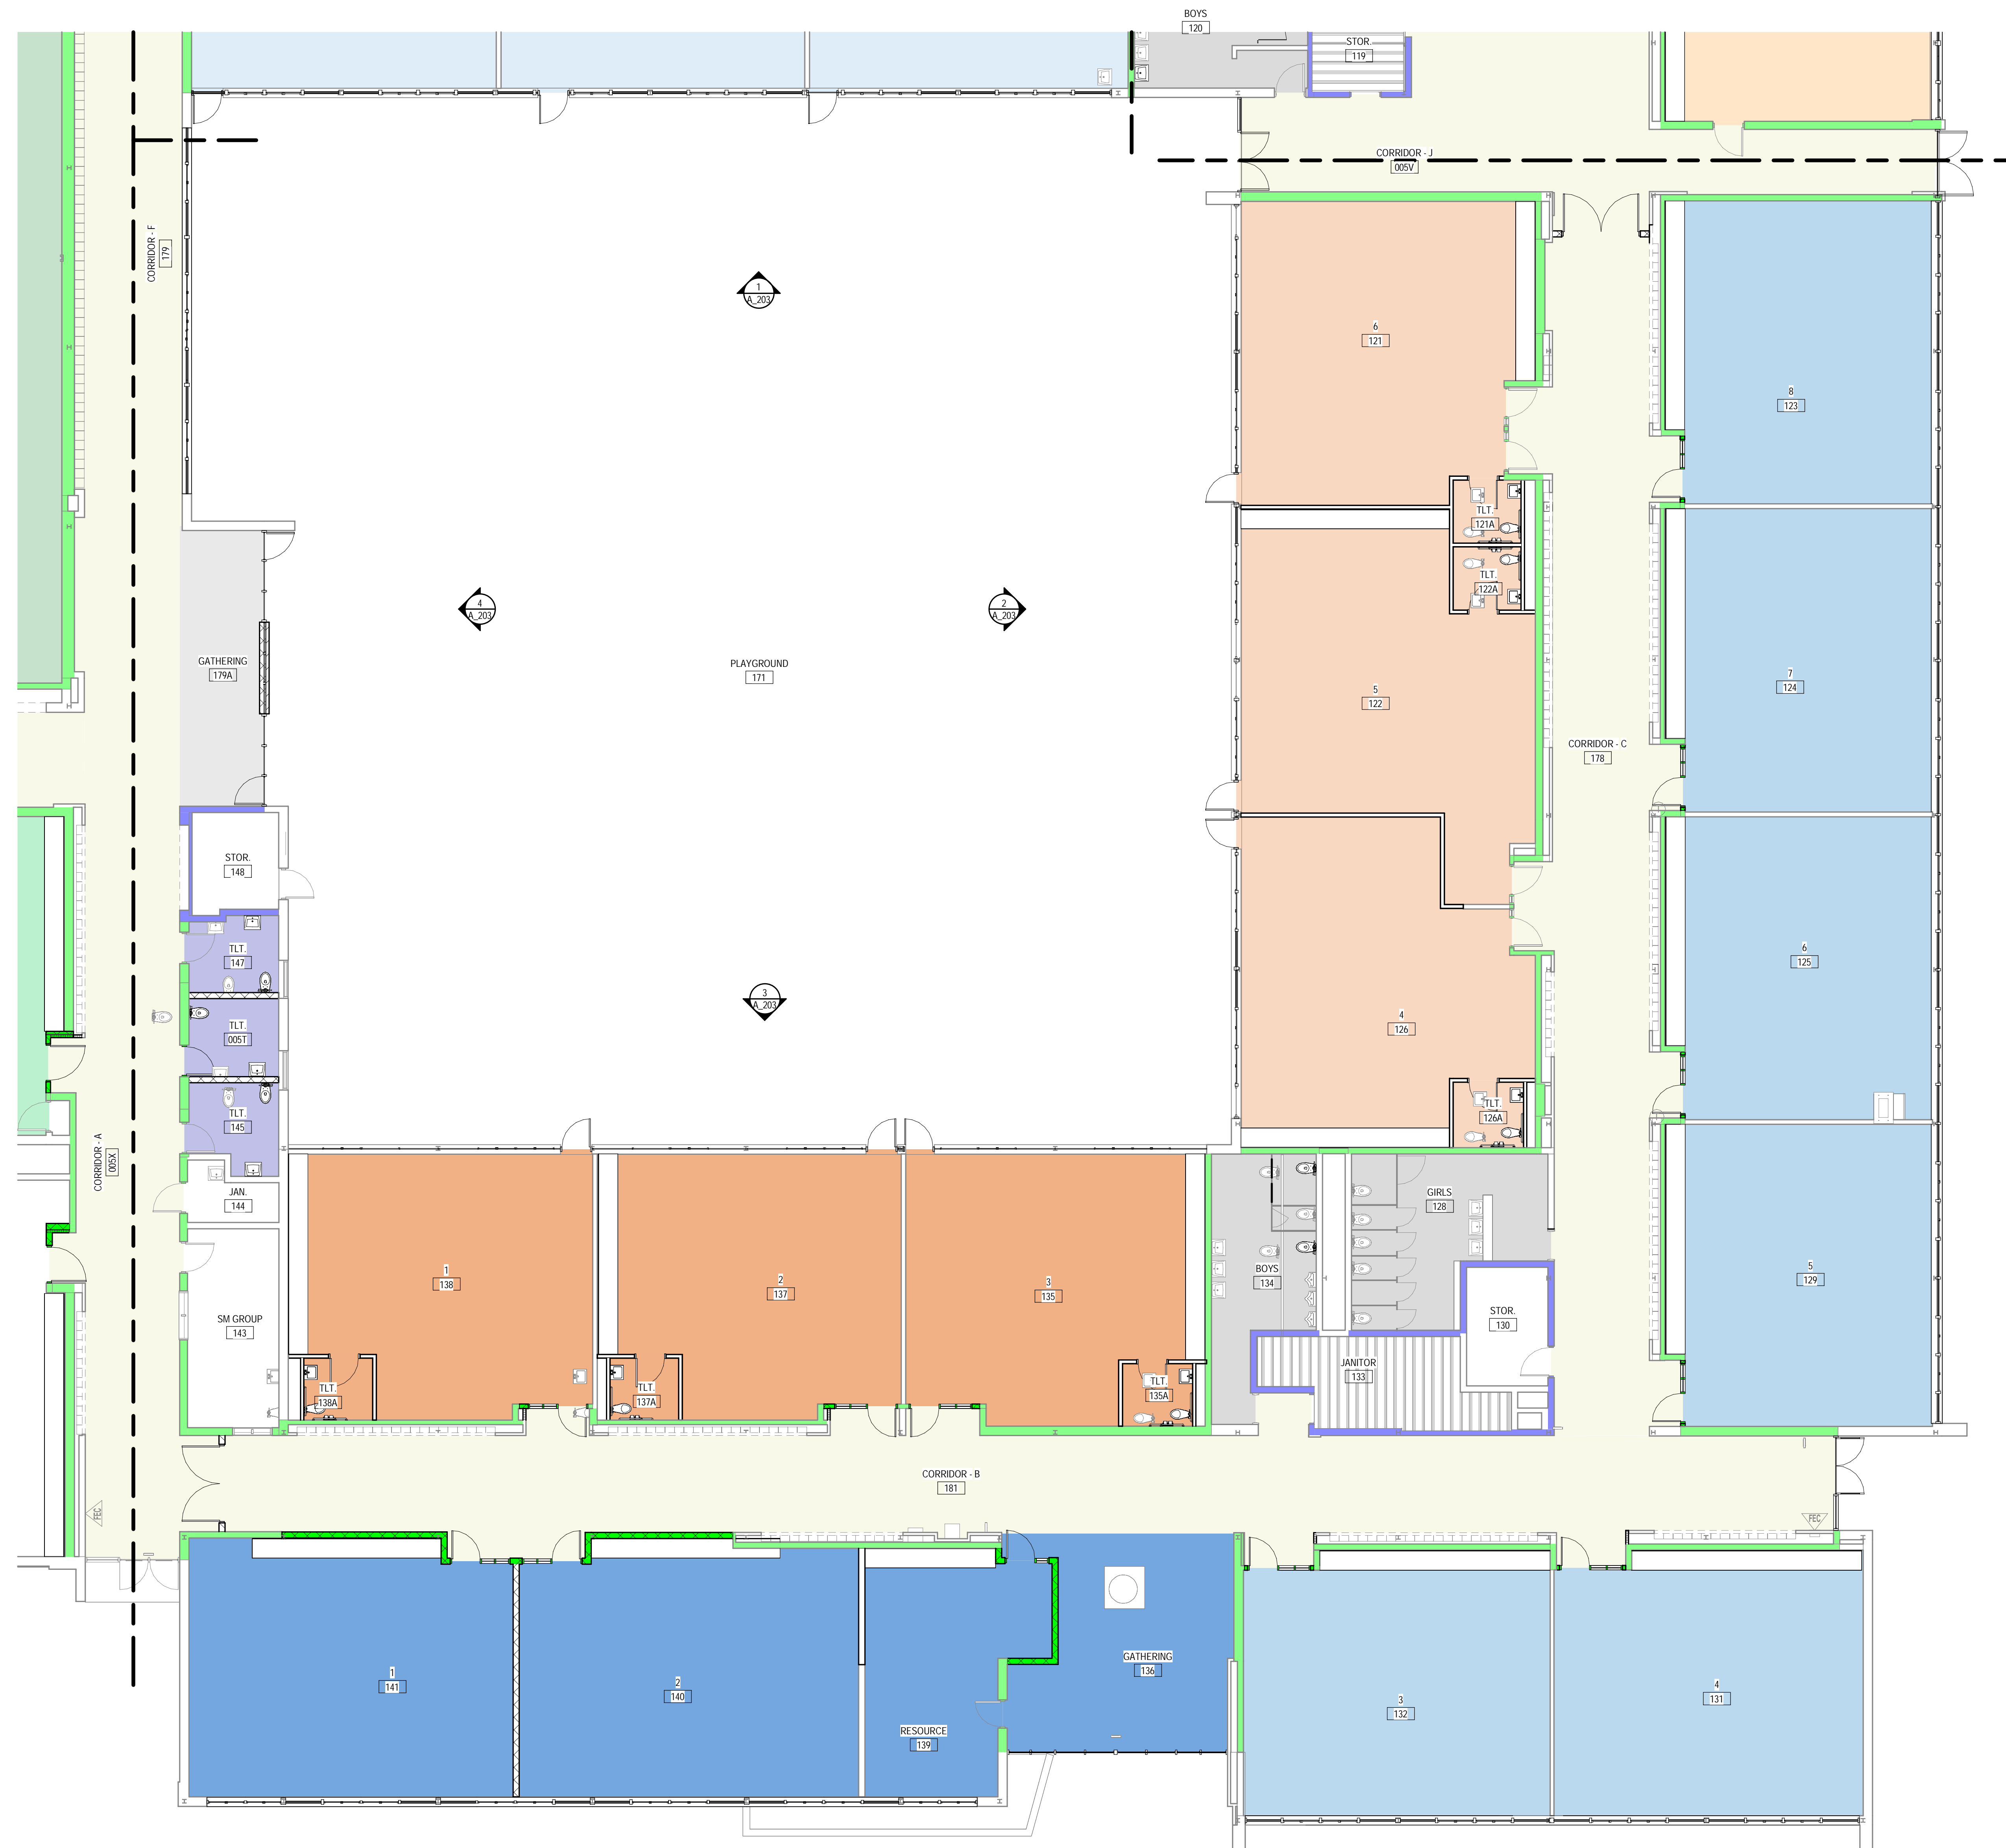 BOYS
120
STOR.
119
CORRIDOR - J
005V
CORRIDOR - F
179
1
A_203
6
121
8
123
TLT.
121A
TLT.
122A
4
A_203
2
A_203
GATHERING
179A
PLAYGROUND
171
5
122
7
124
CORRIDOR - C
178
STOR.
148
TLT.
147
6
125
3
A_203
4
126
TLT.
005T
TLT.
145
TLT.
126A
CORRIDOR - A
005X
JAN.
144
GIRLS
128
1
138
2
137
3
135
BOYS
134
5
129
SM GROUP
143
STOR.
130
JANITOR
133
TLT.
138A
TLT.
137A
TLT.
135A
CORRIDOR - B
181
FEC
FEC
GATHERING
136
1
141
2
140
3
132
4
131
RESOURCE
139